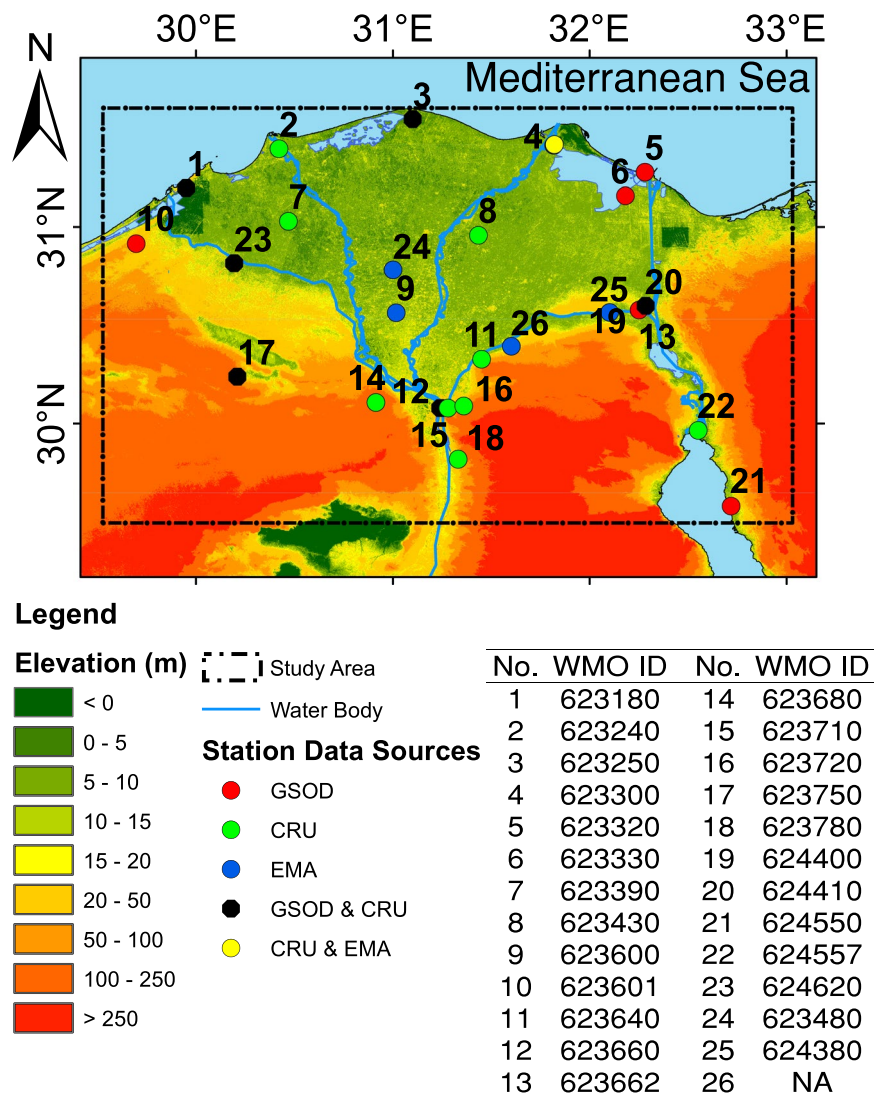 30°E 31°E 32°E 33°E
N
Mediterranean Sea
3
2
4
5
1
6
7
10
8
31°N
23
24
9
25
20
19
13
26
11
17
14
12
16
30°N
15
18
22
21
Legend
Elevation (m)
< 0
0 - 5
5 - 10
10 - 15
15 - 20
20 - 50
50 - 100
100 - 250
> 250
Study Area
Water Body
Station Data Sources
GSOD
CRU
EMA
GSOD & CRU
CRU & EMA
No. WMO ID No. WMO ID
1 623180 14 623680
2 623240 15 623710
3 623250 16 623720
4 623300 17 623750
5 623320 18 623780
6 623330 19 624400
7 623390 20 624410
8 623430 21 624550
9 623600 22 624557
10 623601 23 624620
11 623640 24 623480
12 623660 25 624380
13 623662 26 NA